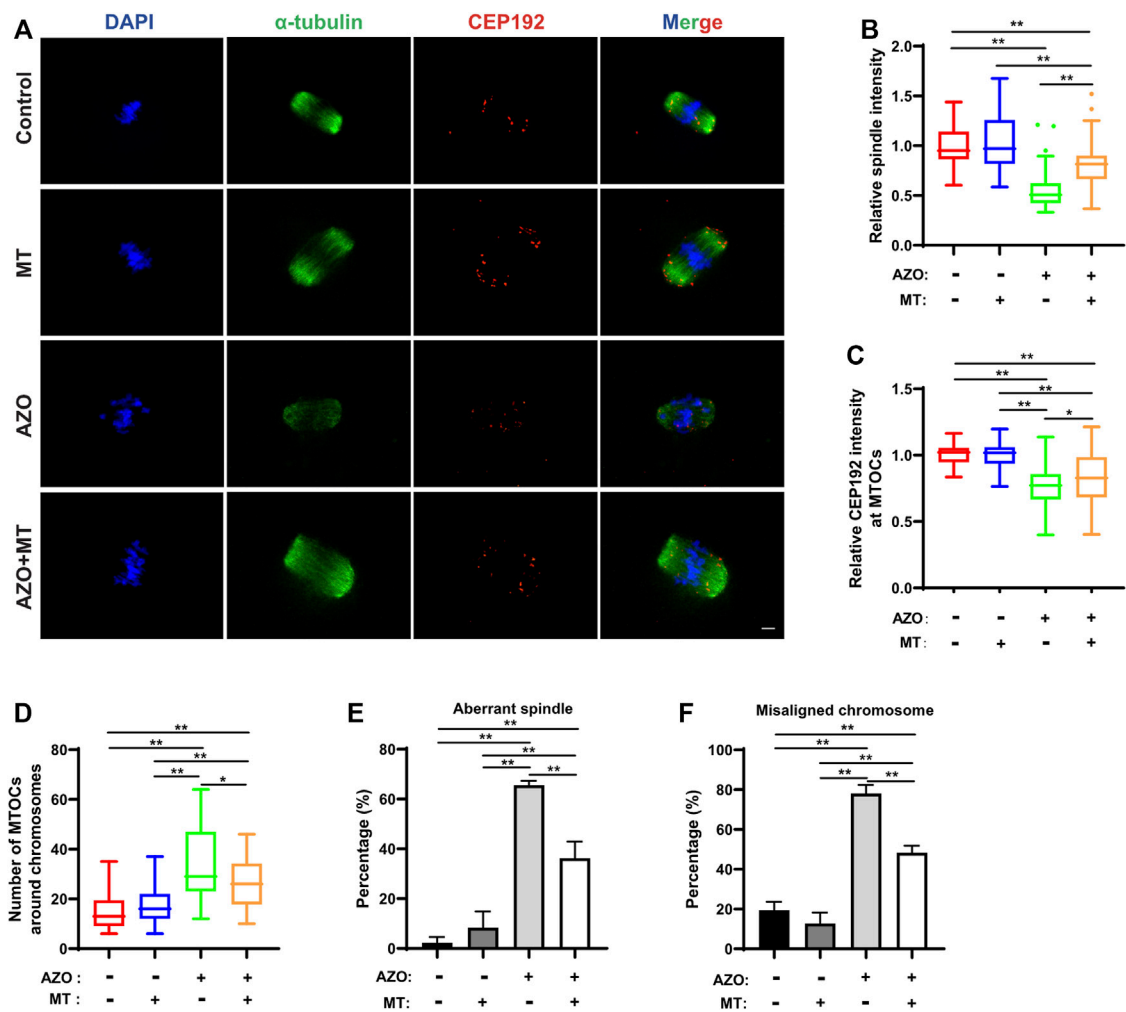 A
DAPI
α-tubulin
CEP192
Merge
Control
MT
AZO
AZO+MT
B
Relative spindle intensity
2.0
1.5
1.0
0.5
0.0
**
**
**
**
AZO: - - + +
MT: - + - +
C
Relative CEP192 intensity
at MTOCs
1.5
1.0
0.5
0.0
**
**
**
**
*
AZO: - - + +
MT: - + - +
D
Number of MTOCs
around chromosomes
80
60
40
20
0
**
**
**
**
*
AZO : - - + +
MT : - + - +
E
Aberrant spindle
Percentage (%)
80
60
40
20
0
**
**
**
**
**
AZO: - - + +
MT: - + - +
F
Misaligned chromosome
Percentage (%)
100
80
60
40
20
0
**
**
**
**
**
AZO: - - + +
MT: - + - +